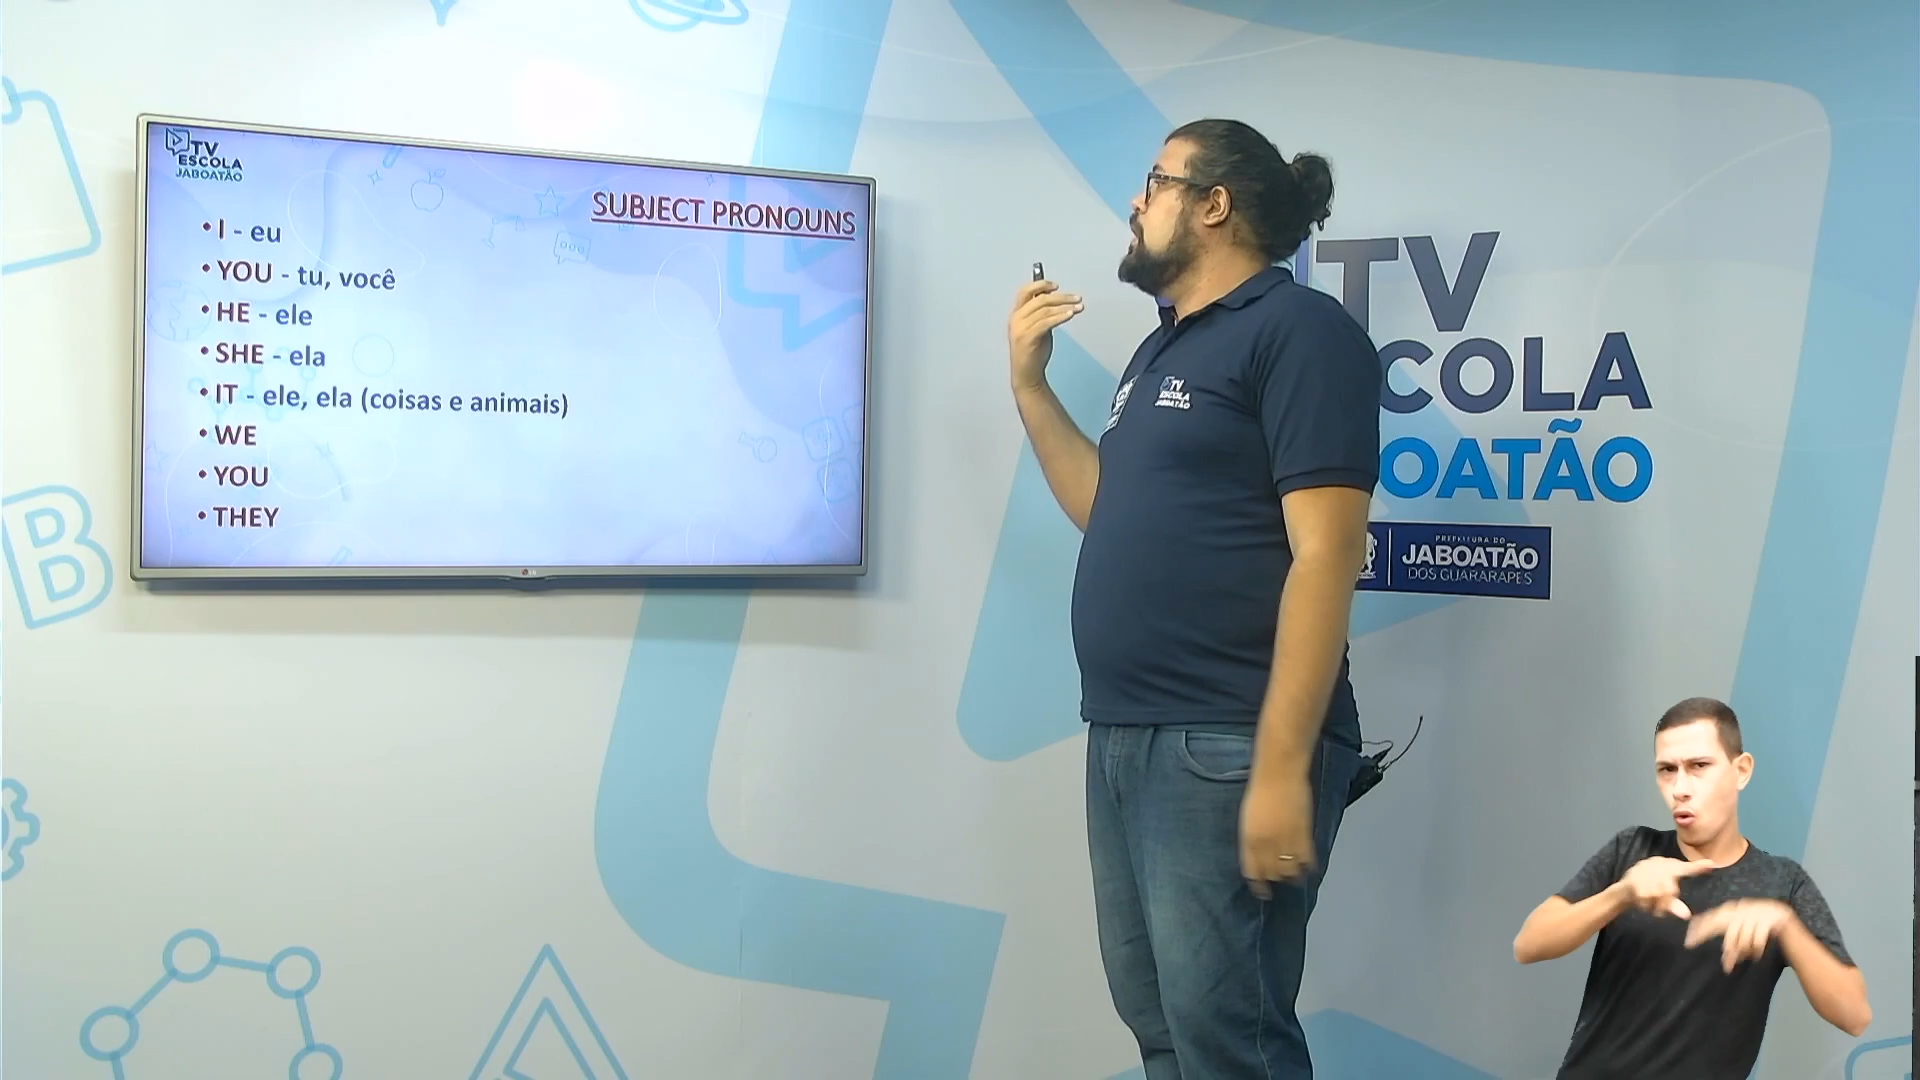 TV
ESCOLA
JABOATÃO
SUBJECT PRONOUNS
• I - eu
• YOU - tu, você
• HE - ele
• SHE - ela
• IT - ele, ela (coisas e animais)
• WE
• YOU
• THEY
TV
ESCOLA
JABOATÃO
TV
COLA
OATÃO
PREFEITURA DO
JABOATÃO
DOS GUARARAPES
B
LG